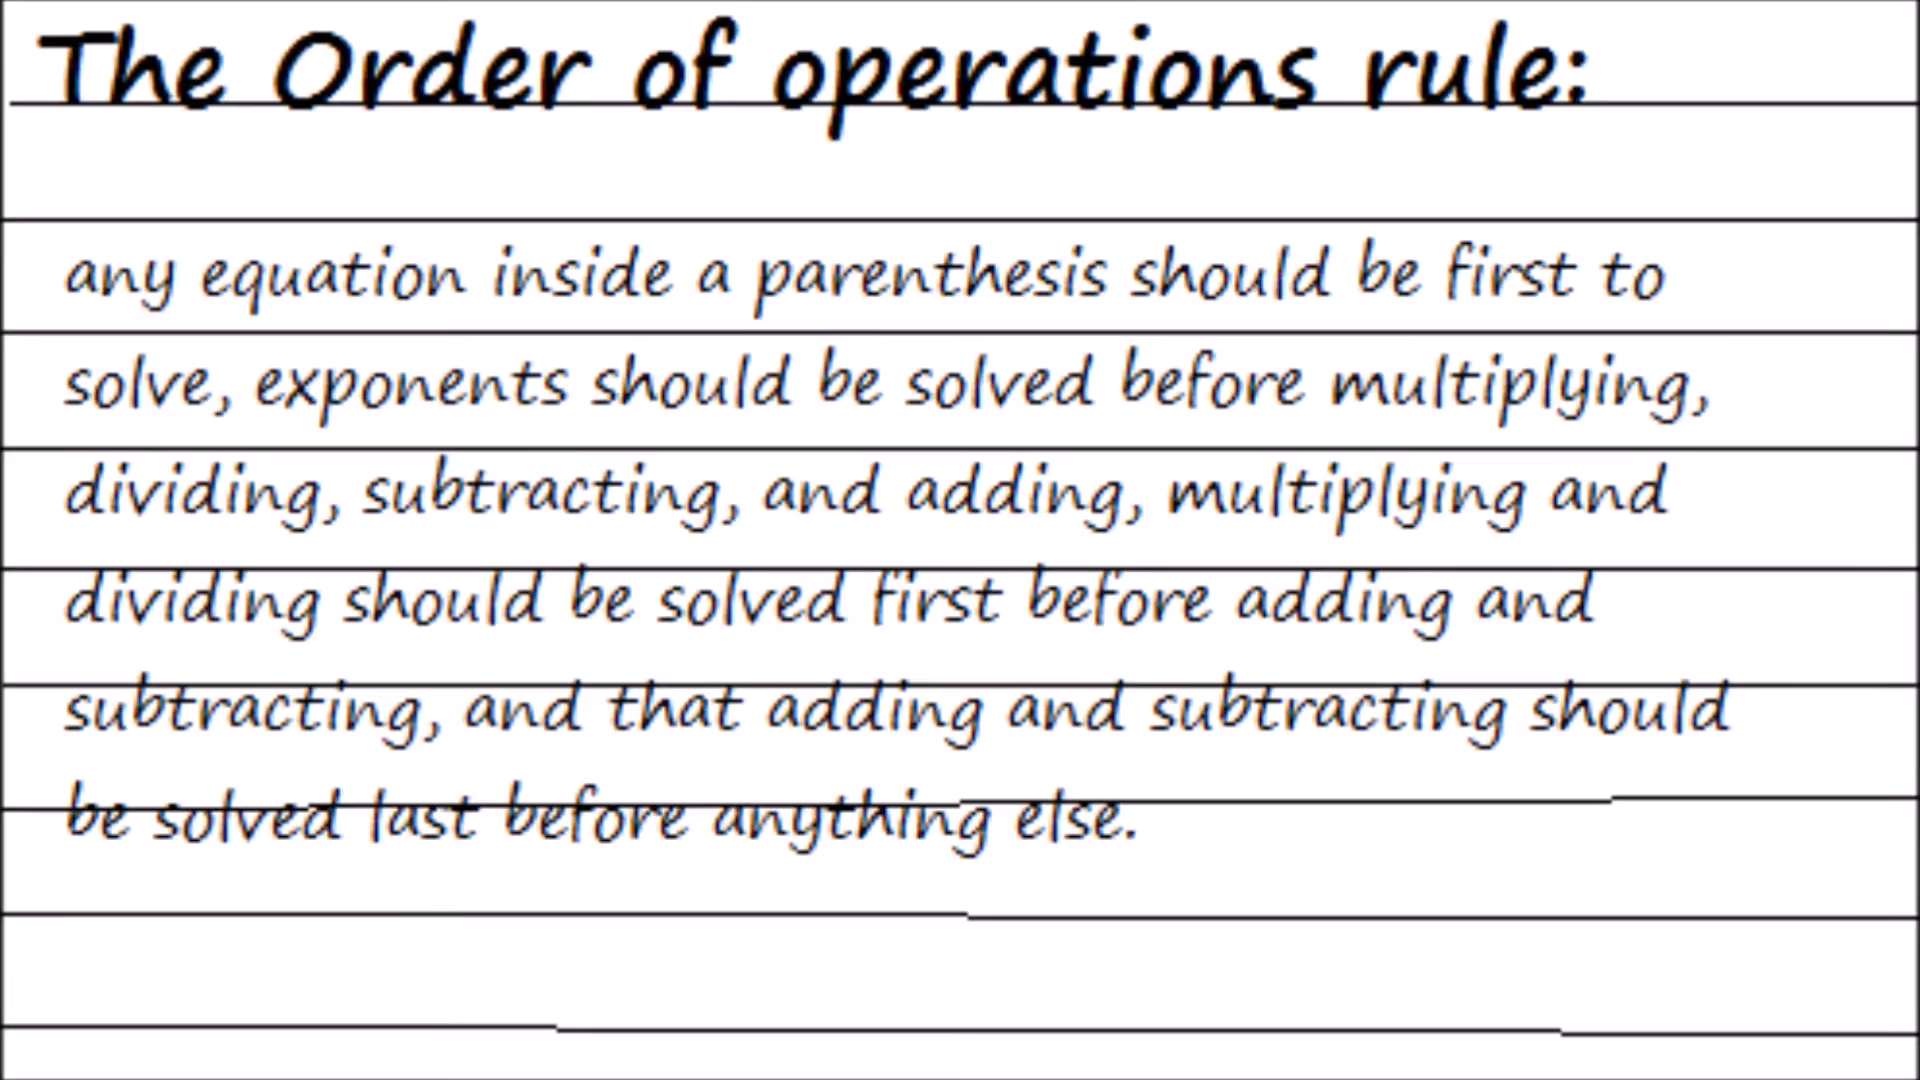 The Order of operations rule:
any equation inside a parenthesis should be first to
solve, exponents should be solved before multiplying,
dividing, subtracting, and adding, multiplying and
dividing should be solved first before adding and
subtracting, and that adding and subtracting should
be solved last before anything else.